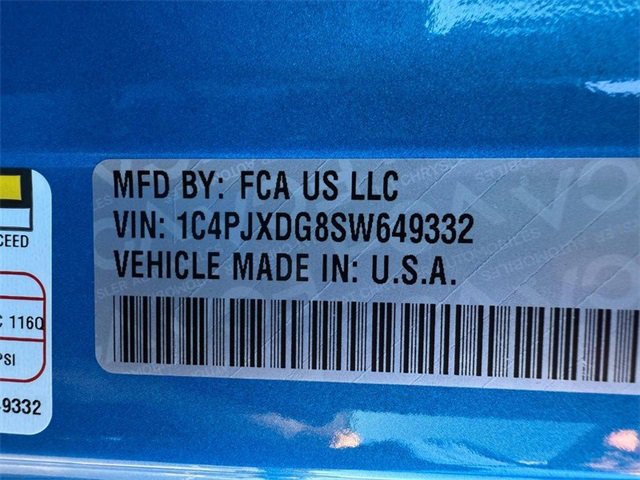 MFD BY: FCA US LLC
VIN: 1C4PJXDG8SW649332
VEHICLE MADE IN: U.S.A.
CEED
C 116Q
PSI
49332